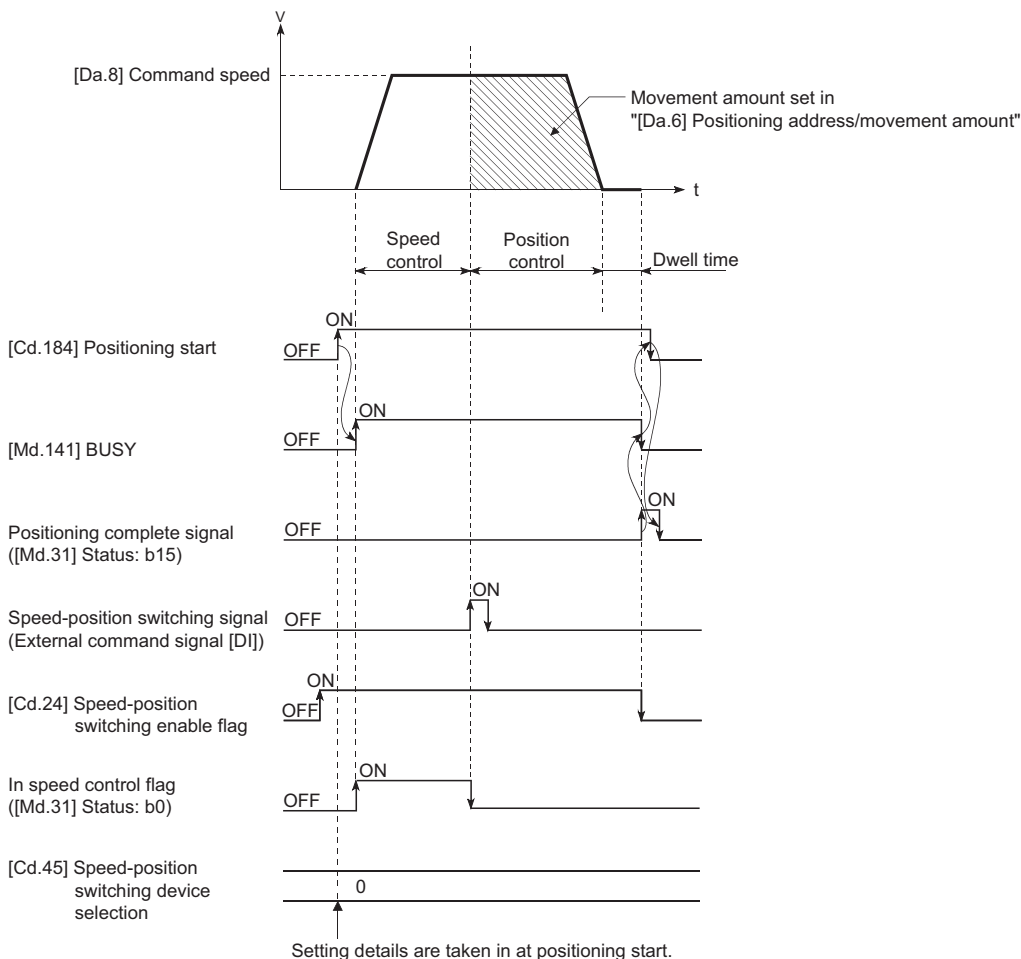 V
[Da.8] Command speed
Movement amount set in
"[Da.6] Positioning address/movement amount"
t
Speed
control
Position
control
Dwell time
[Cd.184] Positioning start
OFF
ON
[Md.141] BUSY
OFF
ON
Positioning complete signal
([Md.31] Status: b15)
OFF
ON
Speed-position switching signal
(External command signal [DI])
OFF
ON
[Cd.24] Speed-position
switching enable flag
OFF
ON
In speed control flag
([Md.31] Status: b0)
OFF
ON
[Cd.45] Speed-position
switching device
selection
0
Setting details are taken in at positioning start.